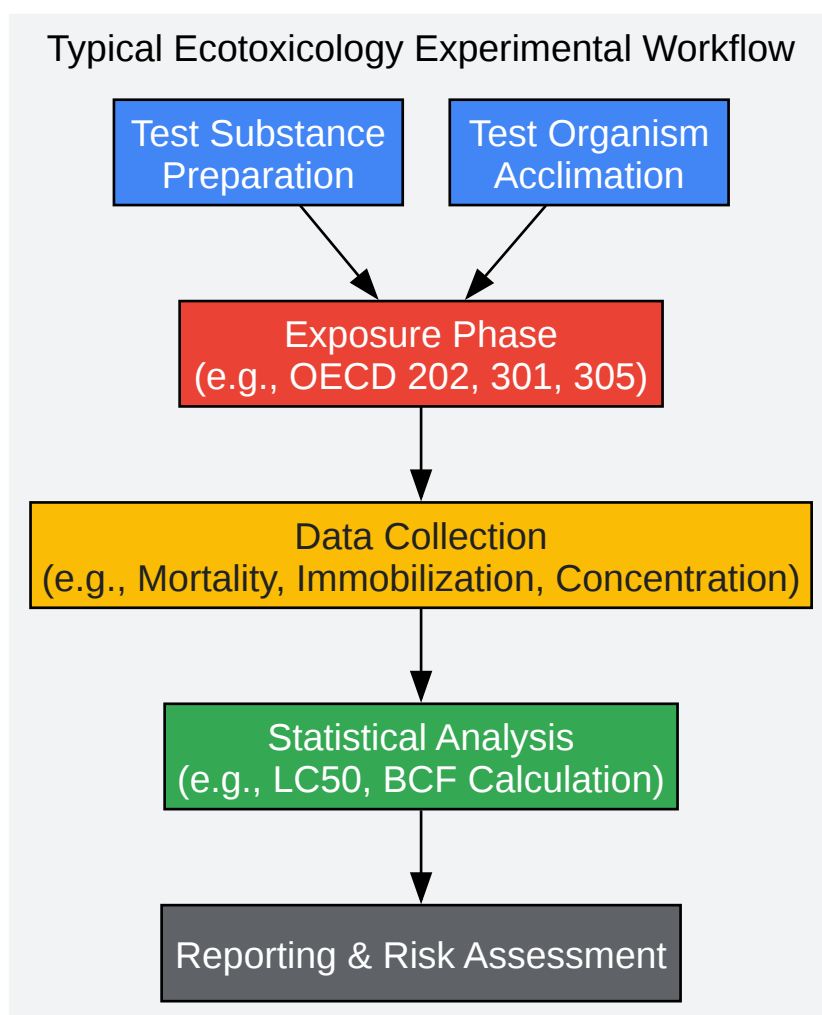 Typical Ecotoxicology Experimental Workflow
Test Substance
Preparation
Test Organism
Acclimation
Exposure Phase
(e.g., OECD 202, 301, 305)
Data Collection
(e.g., Mortality, Immobilization, Concentration)
Statistical Analysis
(e.g., LC50, BCF Calculation)
Reporting & Risk Assessment